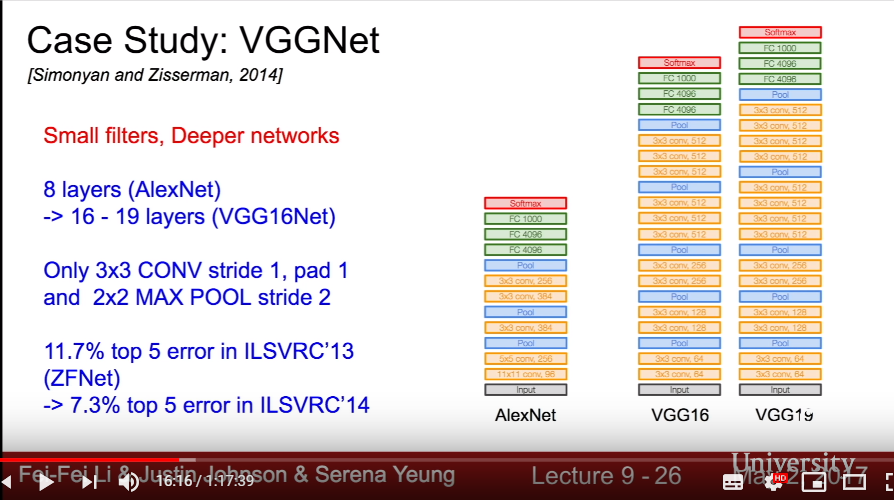 Case Study: VGGNet
[Simonyan and Zisserman, 2014]
Small filters, Deeper networks
8 layers (AlexNet)
-> 16 - 19 layers (VGG16Net)
Only 3x3 CONV stride 1, pad 1
and 2x2 MAX POOL stride 2
11.7% top 5 error in ILSVRC'13
(ZFNet)
-> 7.3% top 5 error in ILSVRC'14
Softmax
FC 1000
FC 4096
FC 4096
Pool
3x3 conv, 256
3x3 conv, 384
Pool
3x3 conv, 384
Pool
5x5 conv, 256
11x11 conv, 96
Input
AlexNet
Softmax
FC 1000
FC 4096
FC 4096
Pool
3x3 conv, 512
3x3 conv, 512
3x3 conv, 512
Pool
3x3 conv, 512
3x3 conv, 512
3x3 conv, 512
Pool
3x3 conv, 256
3x3 conv, 256
Pool
3x3 conv, 128
3x3 conv, 128
Pool
3x3 conv, 64
3x3 conv, 64
Input
VGG16
Softmax
FC 1000
FC 4096
FC 4096
Pool
3x3 conv, 512
3x3 conv, 512
3x3 conv, 512
3x3 conv, 512
Pool
3x3 conv, 512
3x3 conv, 512
3x3 conv, 512
3x3 conv, 512
Pool
3x3 conv, 256
3x3 conv, 256
Pool
3x3 conv, 128
3x3 conv, 128
Pool
3x3 conv, 64
3x3 conv, 64
Input
VGG19
Fei-Fei Li & Justin Johnson & Serena Yeung
Lecture 9 - 26
University
2017
16:16 / 1:17:39
HD